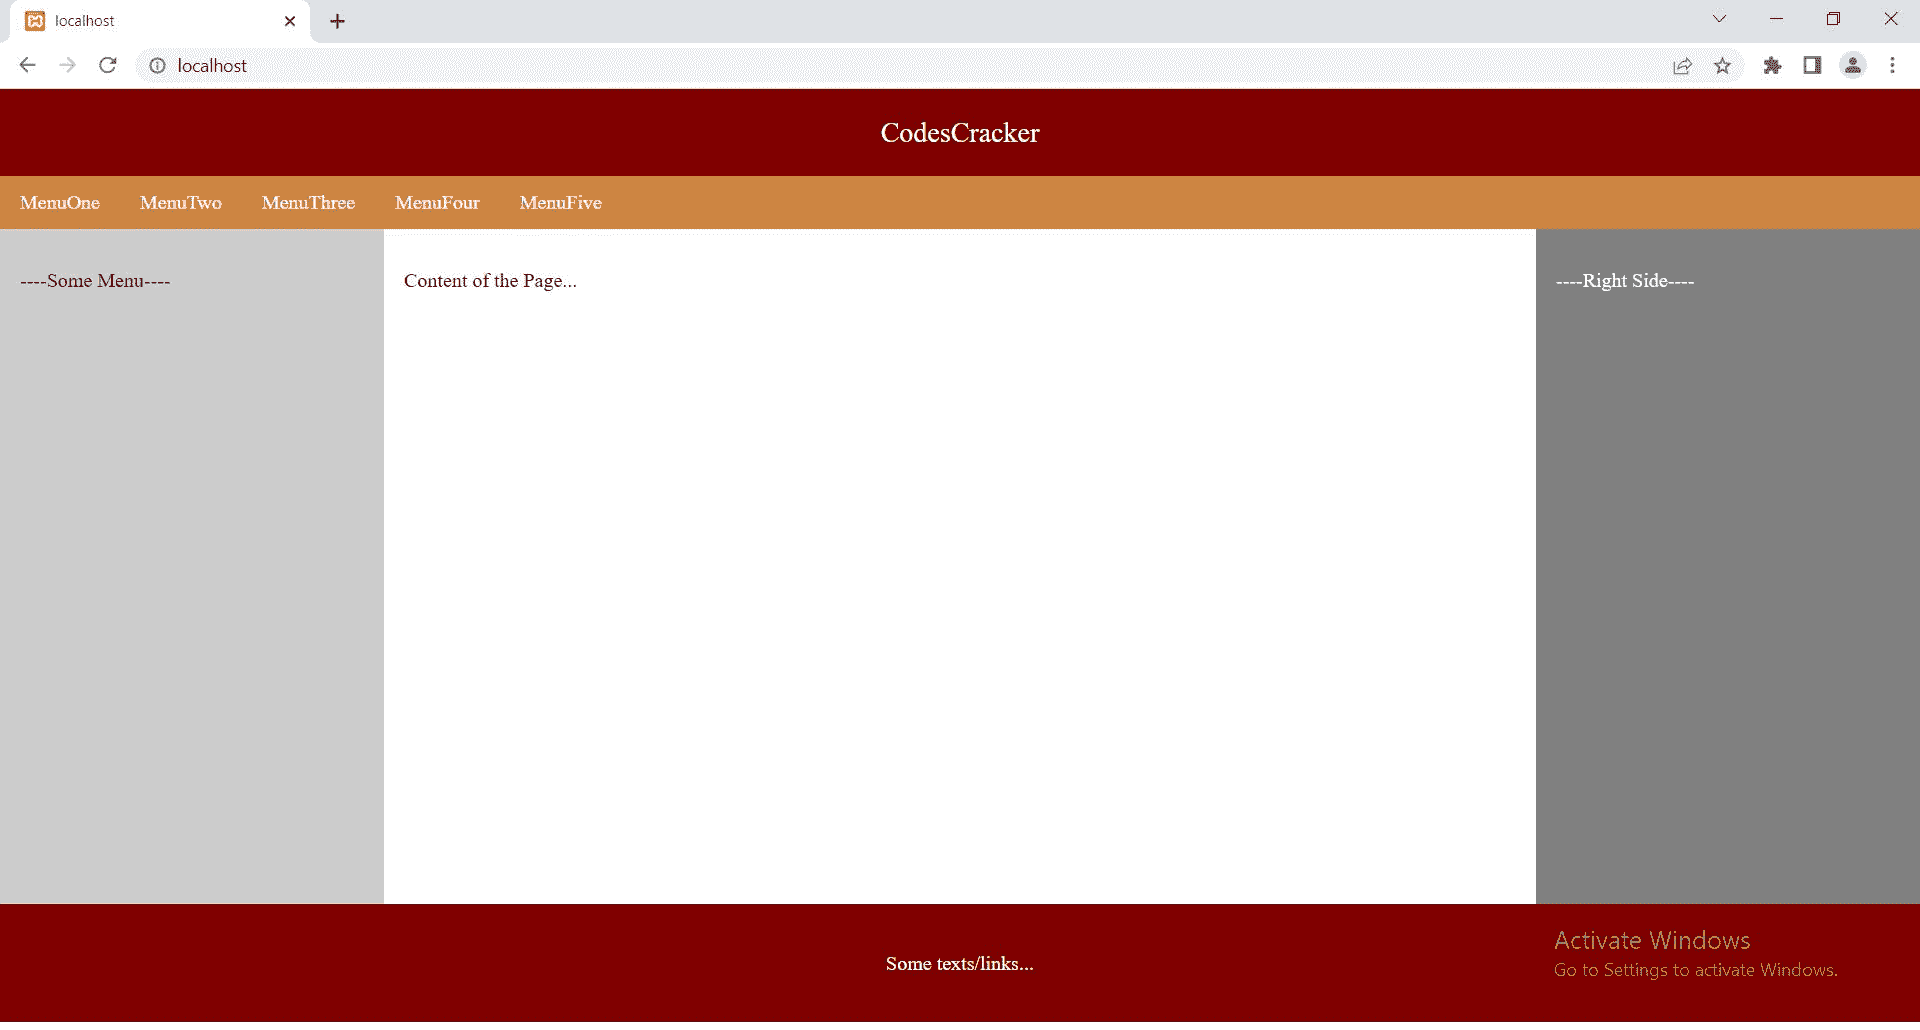 localhost
localhost
CodesCracker
MenuOne MenuTwo MenuThree MenuFour MenuFive
----Some Menu---- Content of the Page... ----Right Side----
Some texts/links...
Activate Windows
Go to Settings to activate Windows.